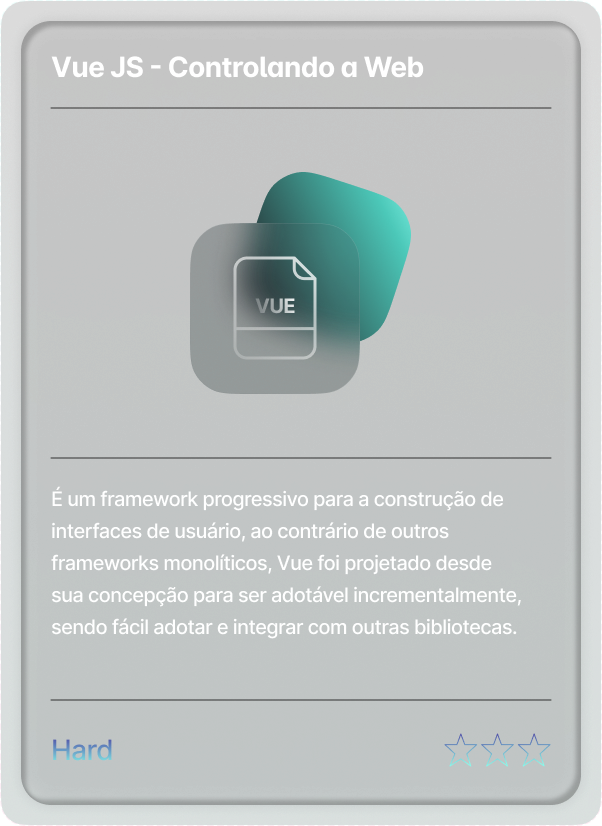 Vue JS - Controlando a Web
VUE
É um framework progressivo para a construção de
interfaces de usuário, ao contrário de outros
frameworks monolíticos, Vue foi projetado desde
sua concepção para ser adotável incrementalmente,
sendo fácil adotar e integrar com outras bibliotecas.
Hard